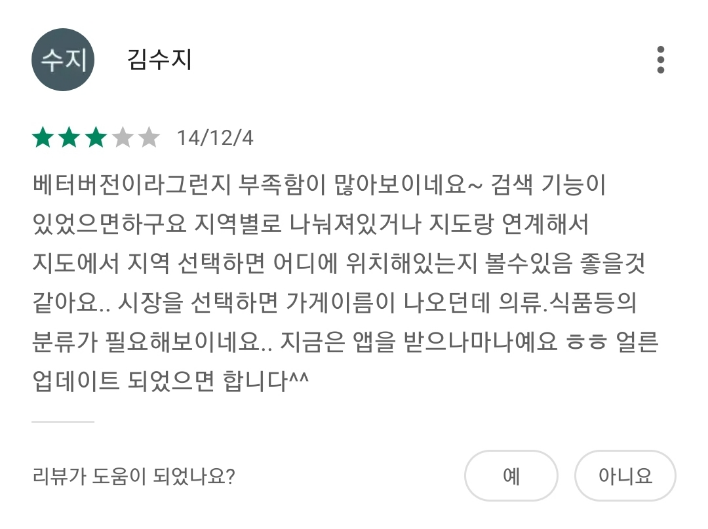 수지
김수지
14/12/4
베터버전이라그런지 부족함이 많아보이네요~ 검색 기능이
있었으면하구요 지역별로 나눠져있거나 지도랑 연계해서
지도에서 지역 선택하면 어디에 위치해있는지 볼수있음 좋을것
같아요.. 시장을 선택하면 가게이름이 나오던데 의류.식품등의
분류가 필요해보이네요.. 지금은 앱을 받으나마나예요 ㅎㅎ 얼른
업데이트 되었으면 합니다^^
리뷰가 도움이 되었나요?
예
아니요